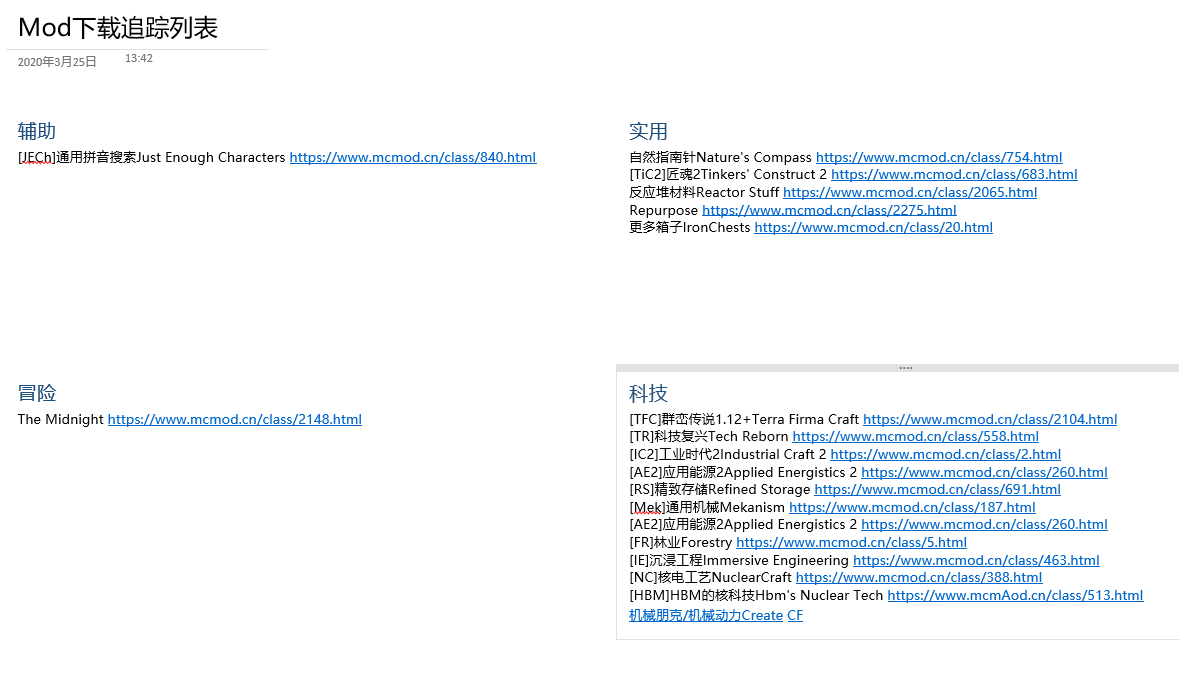 Mod下载追踪列表
2020年3月25日 13:42
辅助
[JECh]通用拼音搜索Just Enough Characters https://www.mcmod.cn/class/840.html
实用
自然指南针Nature's Compass https://www.mcmod.cn/class/754.html
[TiC2]匠魂2Tinkers' Construct 2 https://www.mcmod.cn/class/683.html
反应堆材料Reactor Stuff https://www.mcmod.cn/class/2065.html
Repurpose https://www.mcmod.cn/class/2275.html
更多箱子IronChests https://www.mcmod.cn/class/20.html
冒险
The Midnight https://www.mcmod.cn/class/2148.html
科技
[TFC]群峦传说1.12+Terra Firma Craft https://www.mcmod.cn/class/2104.html
[TR]科技复兴Tech Reborn https://www.mcmod.cn/class/558.html
[IC2]工业时代2Industrial Craft 2 https://www.mcmod.cn/class/2.html
[AE2]应用能源2Applied Energistics 2 https://www.mcmod.cn/class/260.html
[RS]精致存储Refined Storage https://www.mcmod.cn/class/691.html
[Mek]通用机械Mekanism https://www.mcmod.cn/class/187.html
[AE2]应用能源2Applied Energistics 2 https://www.mcmod.cn/class/260.html
[FR]林业Forestry https://www.mcmod.cn/class/5.html
[IE]沉浸工程Immersive Engineering https://www.mcmod.cn/class/463.html
[NC]核电工艺NuclearCraft https://www.mcmod.cn/class/388.html
[HBM]HBM的核科技Hbm's Nuclear Tech https://www.mcmAod.cn/class/513.html
机械朋克/机械动力Create CF